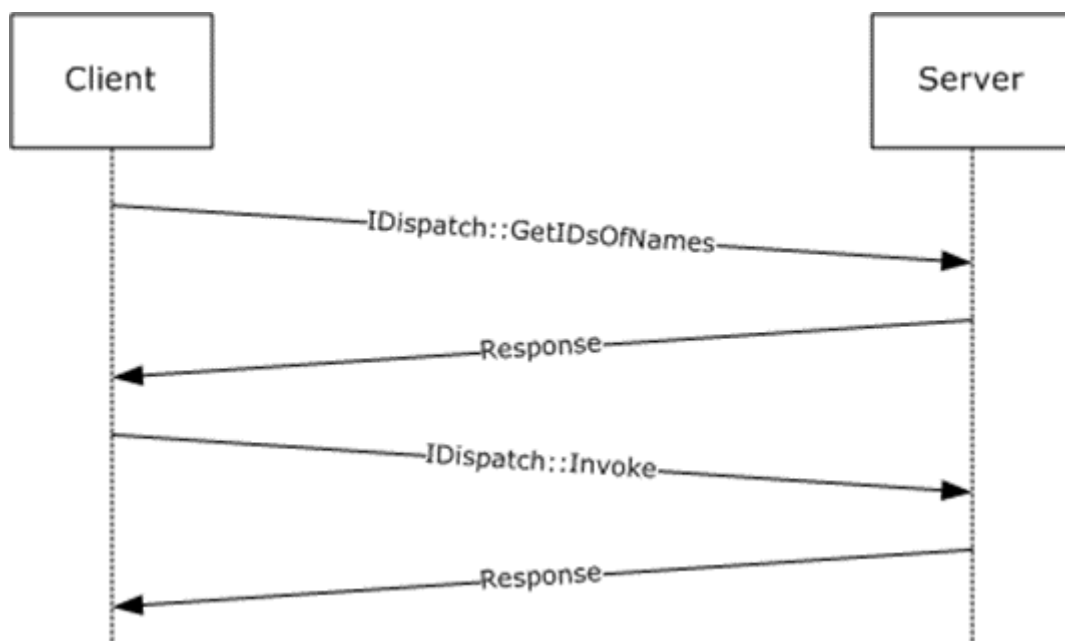 Client
Server
IDispatch::GetIDsOfNames
Response
IDispatch::Invoke
Response